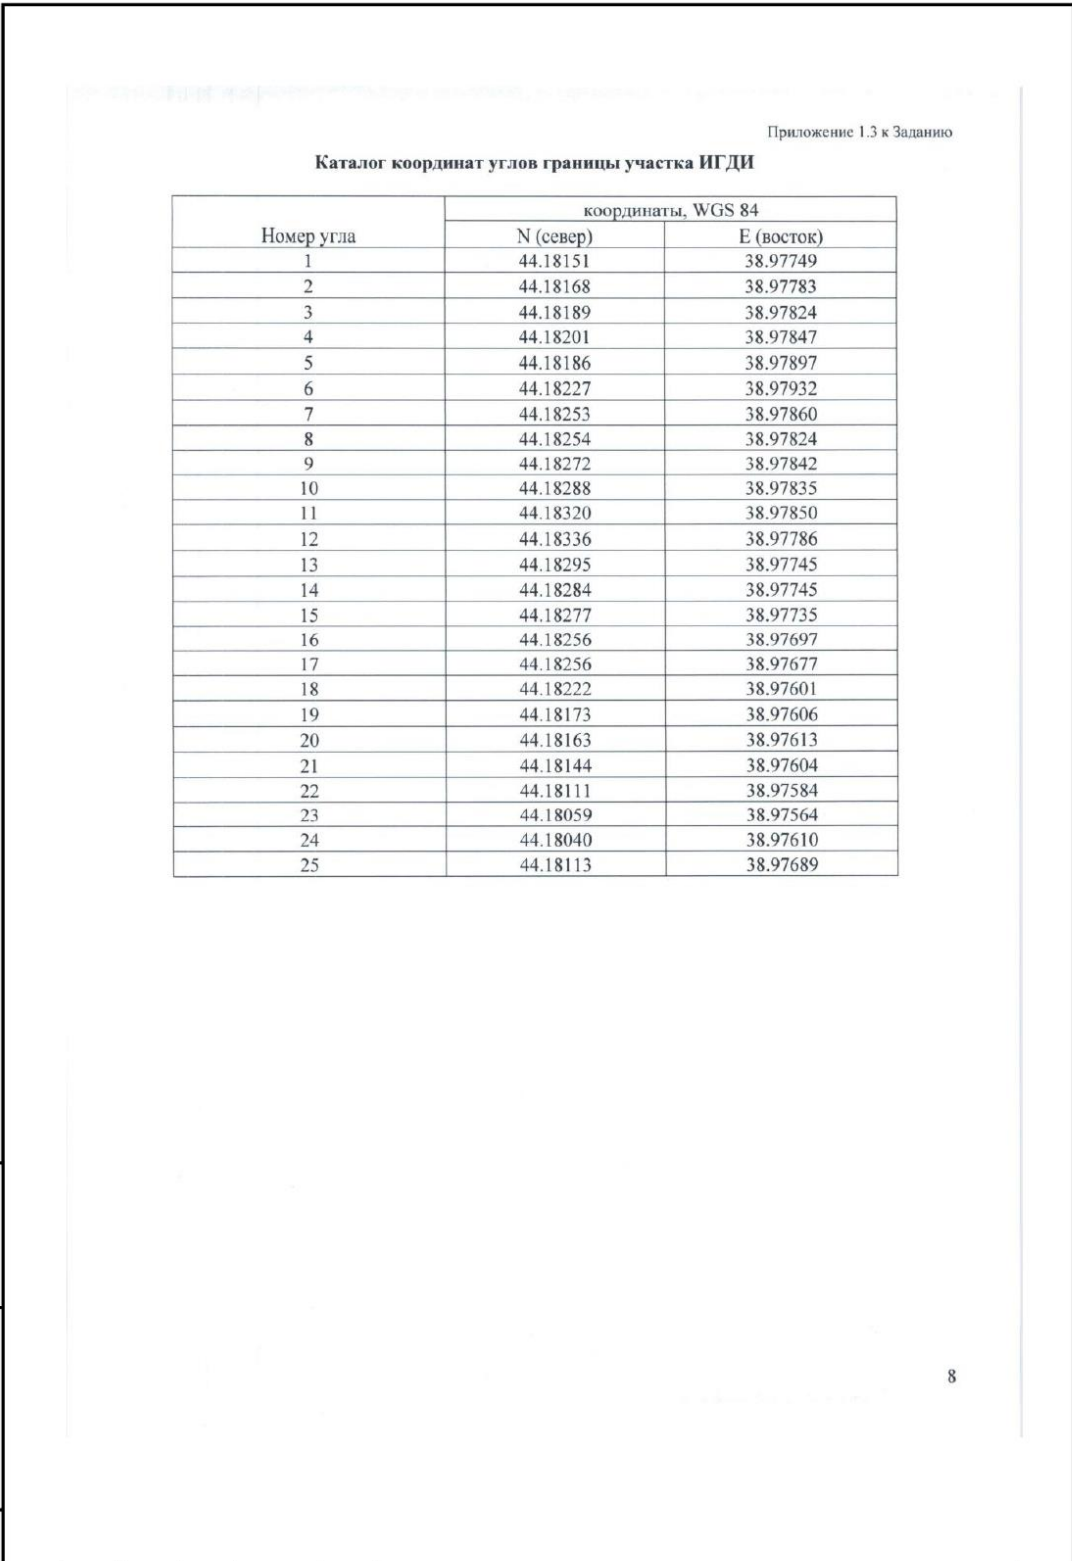 Приложение 1.3 к Заданию
Каталог координат углов границы участка ИГДИ
Номер угла координаты, WGS 84
N (север) E (восток)
1 44.18151 38.97749
2 44.18168 38.97783
3 44.18189 38.97824
4 44.18201 38.97847
5 44.18186 38.97897
6 44.18227 38.97932
7 44.18253 38.97860
8 44.18254 38.97824
9 44.18272 38.97842
10 44.18288 38.97835
11 44.18320 38.97850
12 44.18336 38.97786
13 44.18295 38.97745
14 44.18284 38.97745
15 44.18277 38.97735
16 44.18256 38.97697
17 44.18256 38.97677
18 44.18222 38.97601
19 44.18173 38.97606
20 44.18163 38.97613
21 44.18144 38.97604
22 44.18111 38.97584
23 44.18059 38.97564
24 44.18040 38.97610
25 44.18113 38.97689
8